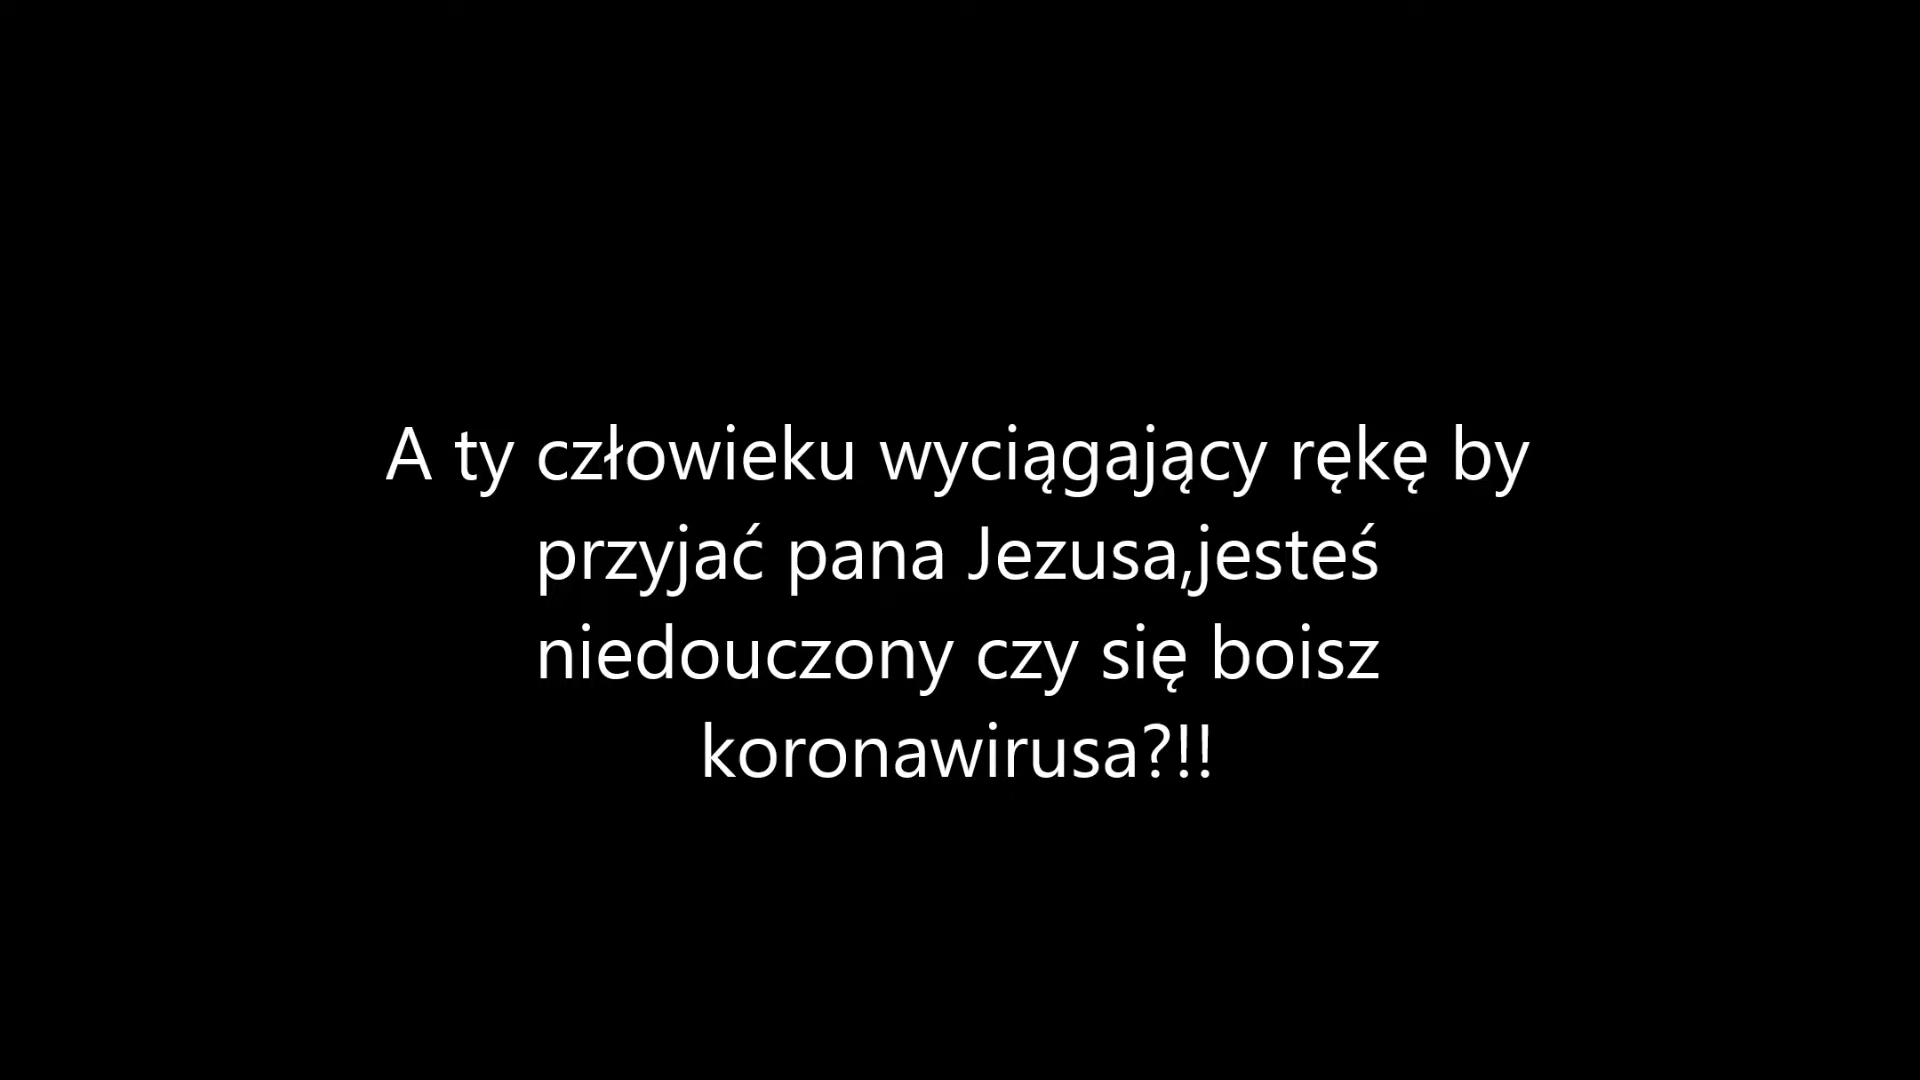 A ty człowieku wyciągający rękę by
przyjać pana Jezusa,jesteś
niedouczony czy się boisz
koronawirusa?!!